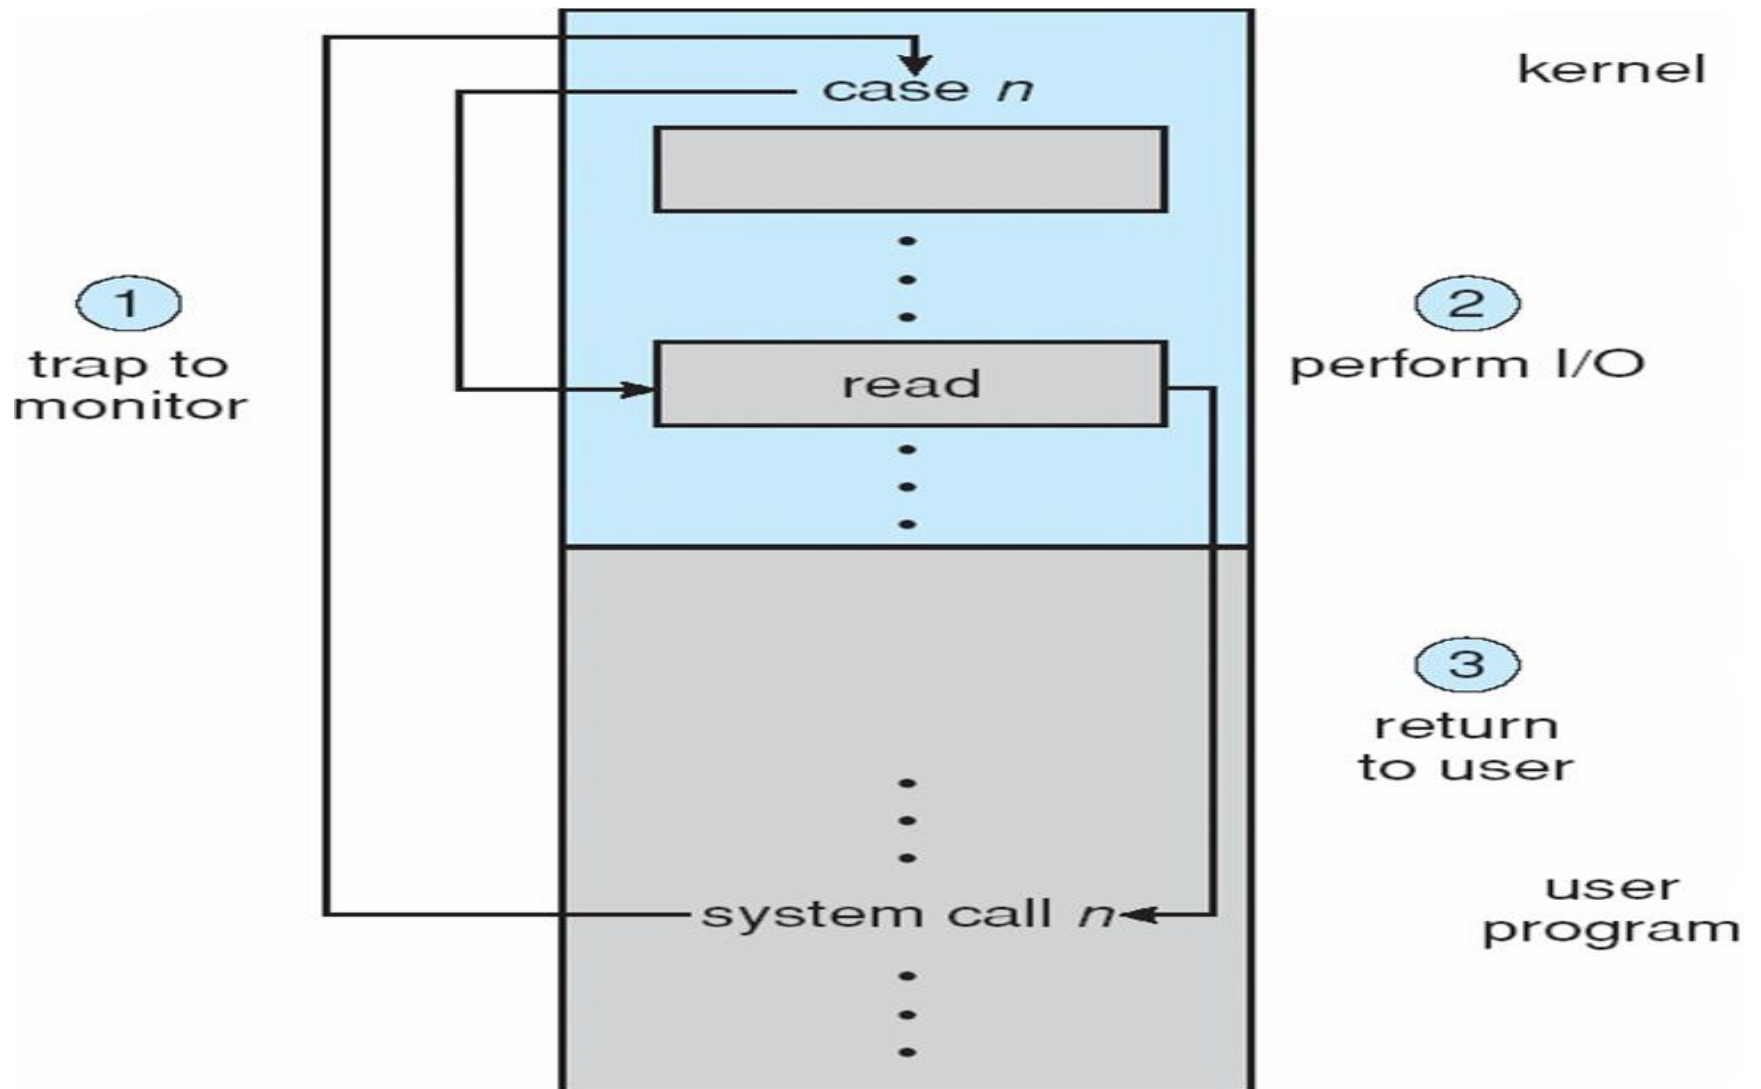 kernel
case n
1
trap to
monitor
2
perform I/O
read
3
return
to user
system call n
user
program